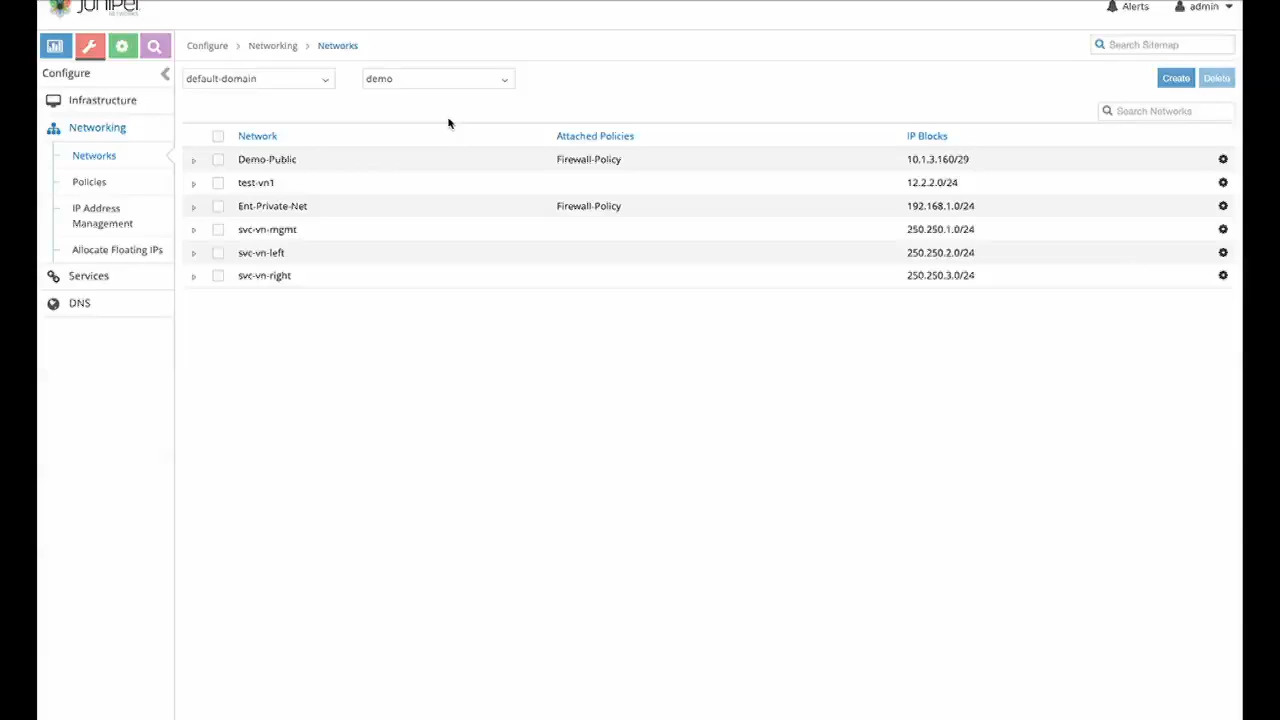 JUNIPER
NETWORKS
Alerts
admin
Configure > Networking > Networks
Search Sitemap
Configure
default-domain
demo
Create
Delete
Infrastructure
Search Networks
Networking
Network Attached Policies IP Blocks
Networks
Demo-Public Firewall-Policy 10.1.3.160/29
Policies
test-vn1 12.2.2.0/24
IP Address
Management
Ent-Private-Net Firewall-Policy 192.168.1.0/24
svc-vn-mgmt 250.250.1.0/24
Allocate Floating IPs
svc-vn-left 250.250.2.0/24
Services
svc-vn-right 250.250.3.0/24
DNS